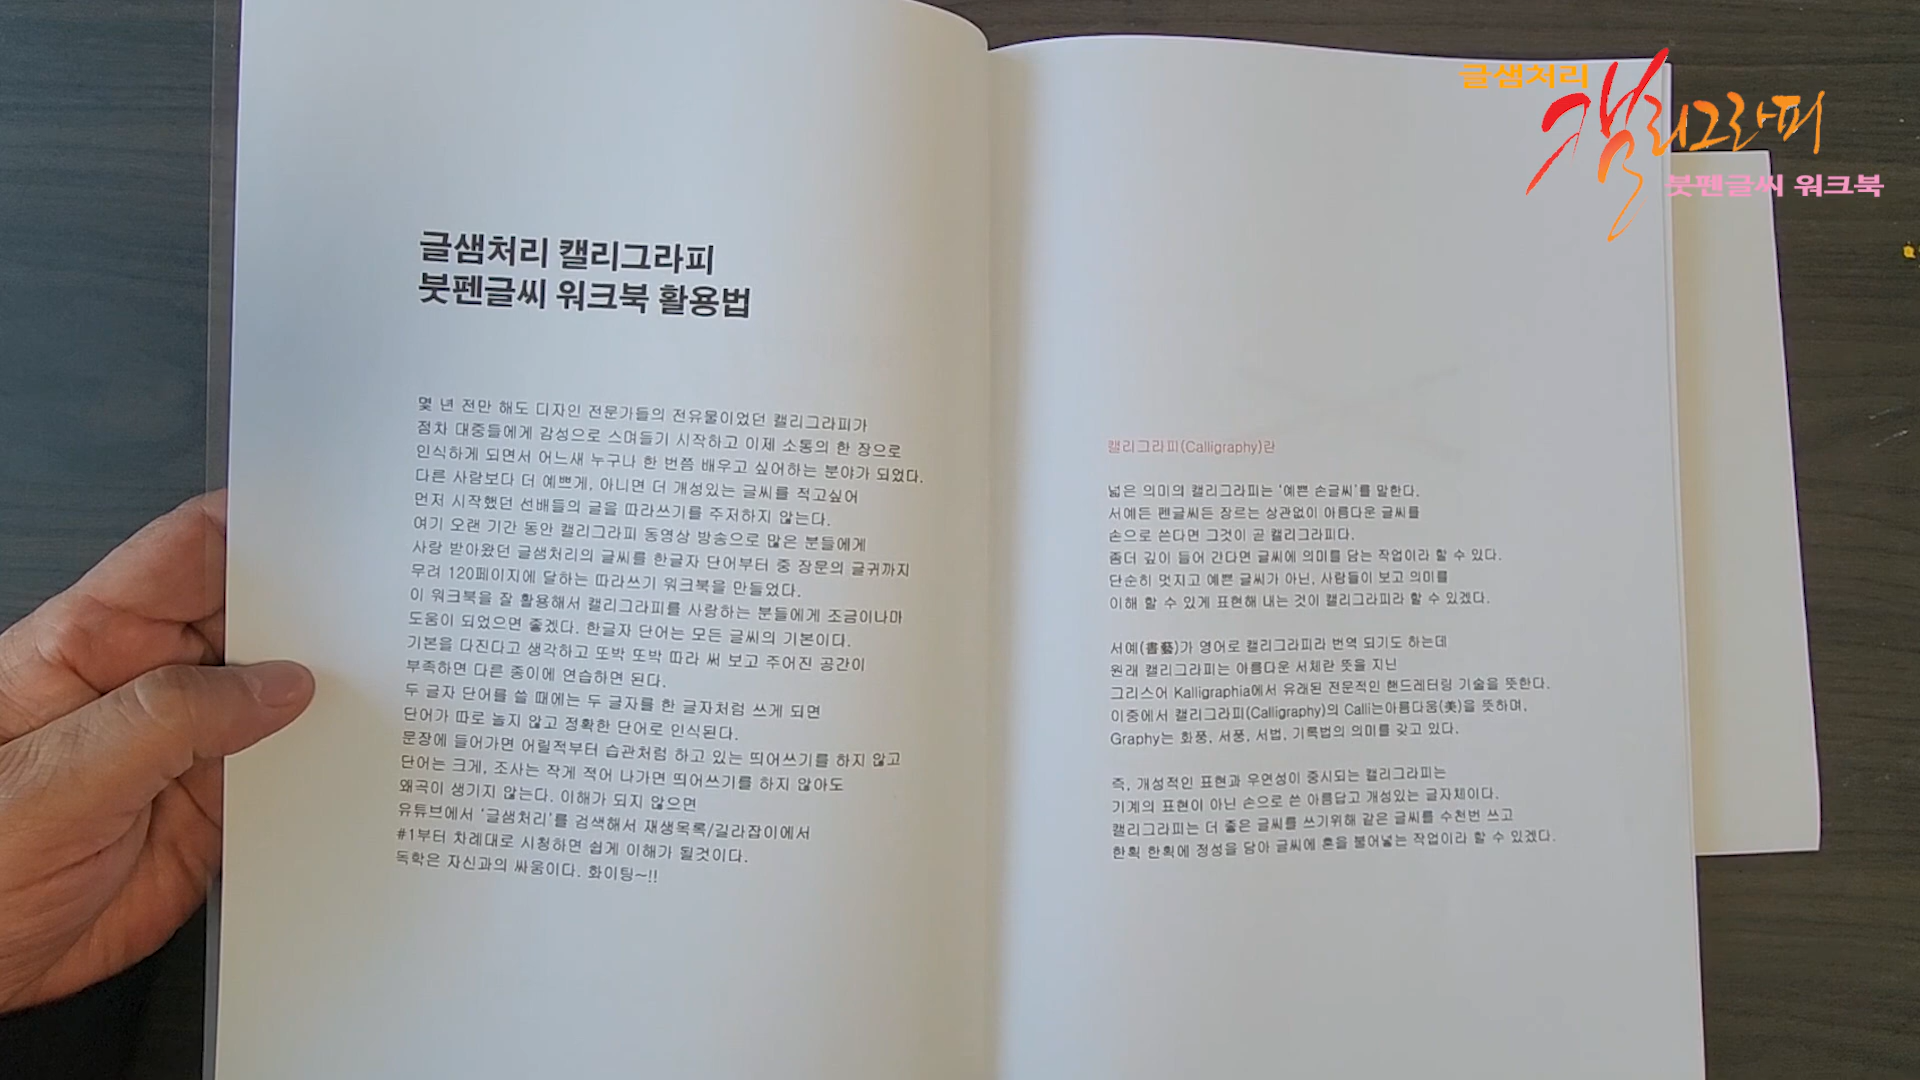 글샘처리 캘리그라피
붓펜글씨 워크북 활용법
몇 년 전만 해도 디자인 전문가들의 전유물이었던 캘리그라피가
점차 대중들에게 감성으로 스며들기 시작하고 이제 소통의 한 장으로
인식하게 되면서 어느새 누구나 한 번쯤 배우고 싶어하는 분야가 되었다.
다른 사람보다 더 예쁘게, 아니면 더 개성있는 글씨를 적고싶어
먼저 시작했던 선배들의 글을 따라쓰기를 주저하지 않는다.
여기 오랜 기간 동안 캘리그라피 동영상 방송으로 많은 분들에게
사랑 받아왔던 글샘처리의 글씨를 한글자 단어부터 중 장문의 글귀까지
무려 120페이지에 달하는 따라쓰기 워크북을 만들었다.
이 워크북을 잘 활용해서 캘리그라피를 사랑하는 분들에게 조금이나마
도움이 되었으면 좋겠다. 한글자 단어는 모든 글씨의 기본이다.
기본을 다진다고 생각하고 또박 또박 따라 써 보고 주어진 공간이
부족하면 다른 종이에 연습하면 된다.
두 글자 단어를 쓸 때에는 두 글자를 한 글자처럼 쓰게 되면
단어가 따로 놀지 않고 정확한 단어로 인식된다.
문장에 들어가면 어릴적부터 습관처럼 하고 있는 띄어쓰기를 하지 않고
단어는 크게, 조사는 작게 적어 나가면 띄어쓰기를 하지 않아도
왜곡이 생기지 않는다. 이해가 되지 않으면
유튜브에서 '글샘처리'를 검색해서 재생목록/길라잡이에서
#1부터 차례대로 시청하면 쉽게 이해가 될것이다.
독학은 자신과의 싸움이다. 화이팅~!!
글샘처리
캘리그라피
붓펜글씨 워크북
캘리그라피(Calligraphy)란
넓은 의미의 캘리그라피는 '예쁜 손글씨'를 말한다.
서예든 펜글씨든 장르는 상관없이 아름다운 글씨를
손으로 쓴다면 그것이 곧 캘리그라피다.
좀더 깊이 들어 간다면 글씨에 의미를 담는 작업이라 할 수 있다.
단순히 멋지고 예쁜 글씨가 아닌, 사람들이 보고 의미를
이해 할 수 있게 표현해 내는 것이 캘리그라피라 할 수 있겠다.
서예(書藝)가 영어로 캘리그라피라 번역 되기도 하는데
원래 캘리그라피는 아름다운 서체란 뜻을 지닌
그리스어 Kalligraphia에서 유래된 전문적인 핸드레터링 기술을 뜻한다.
이중에서 캘리그라피(Calligraphy)의 Calli는아름다움(美)을 뜻하며,
Graphy는 화풍, 서풍, 서법, 기록법의 의미를 갖고 있다.
즉, 개성적인 표현과 우연성이 중시되는 캘리그라피는
기계의 표현이 아닌 손으로 쓴 아름답고 개성있는 글자체이다.
캘리그라피는 더 좋은 글씨를 쓰기위해 같은 글씨를 수천번 쓰고
한획 한획에 정성을 담아 글씨에 혼을 불어넣는 작업이라 할 수 있겠다.